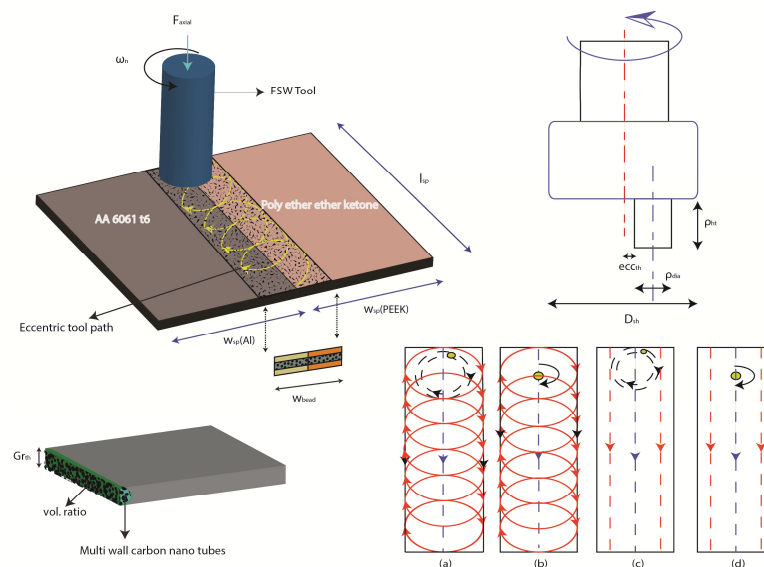 Faxial
ωn
FSW Tool
lsp
AA 6061 t6
Poly ether ether ketone
Eccentric tool path
wsp(Al)
wsp(PEEK)
wbead
ρht
eccth
ρdia
Dsh
Grth
vol. ratio
Multi wall carbon nano tubes
(a) (b) (c) (d)